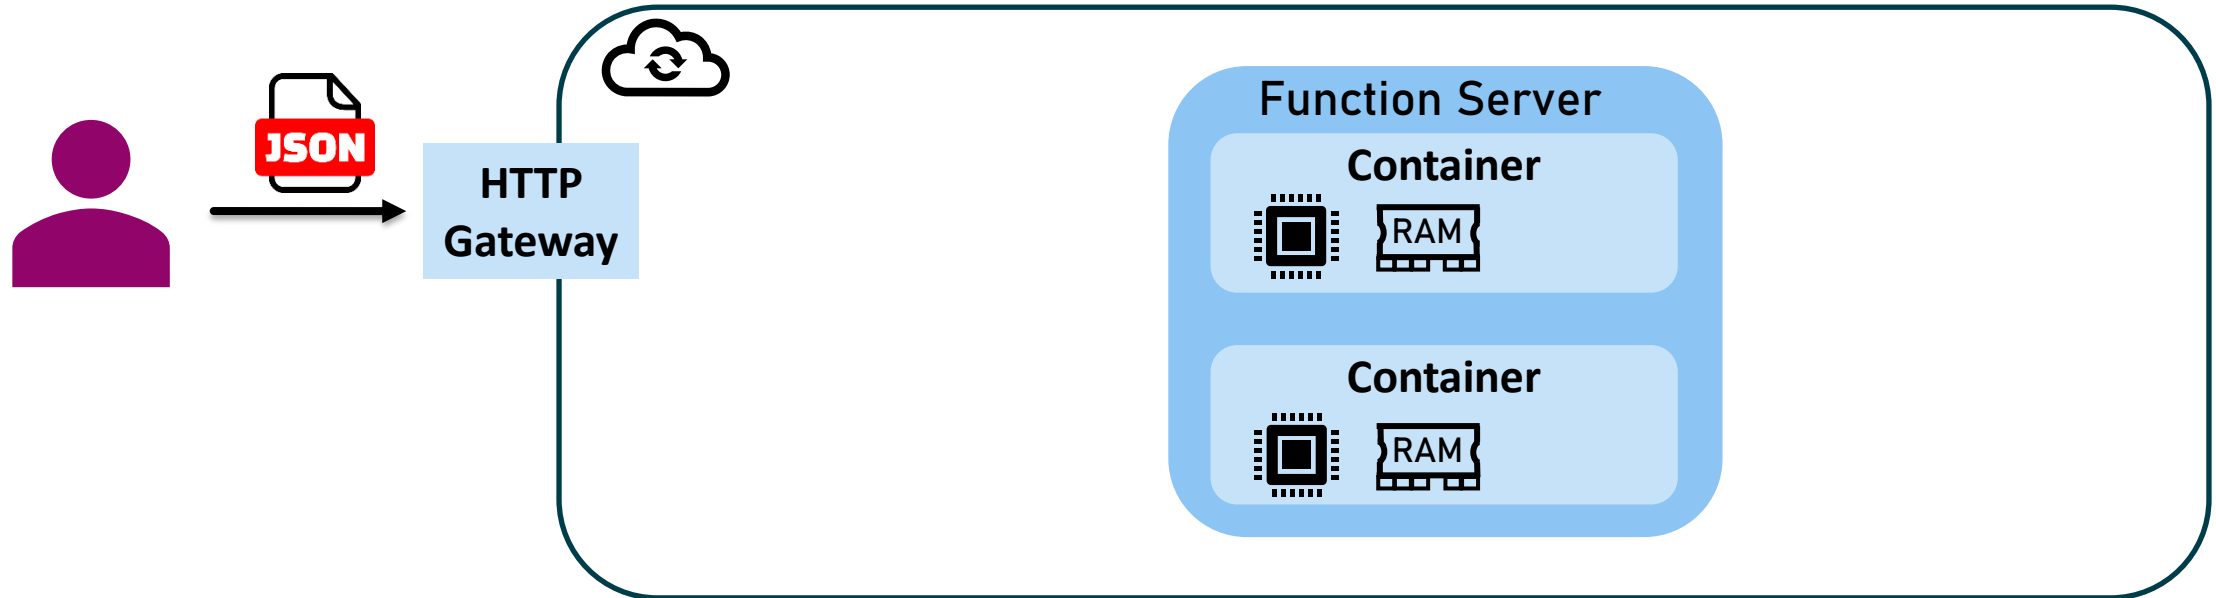 JSON
HTTP
Gateway
Function Server
Container
RAM
Container
RAM